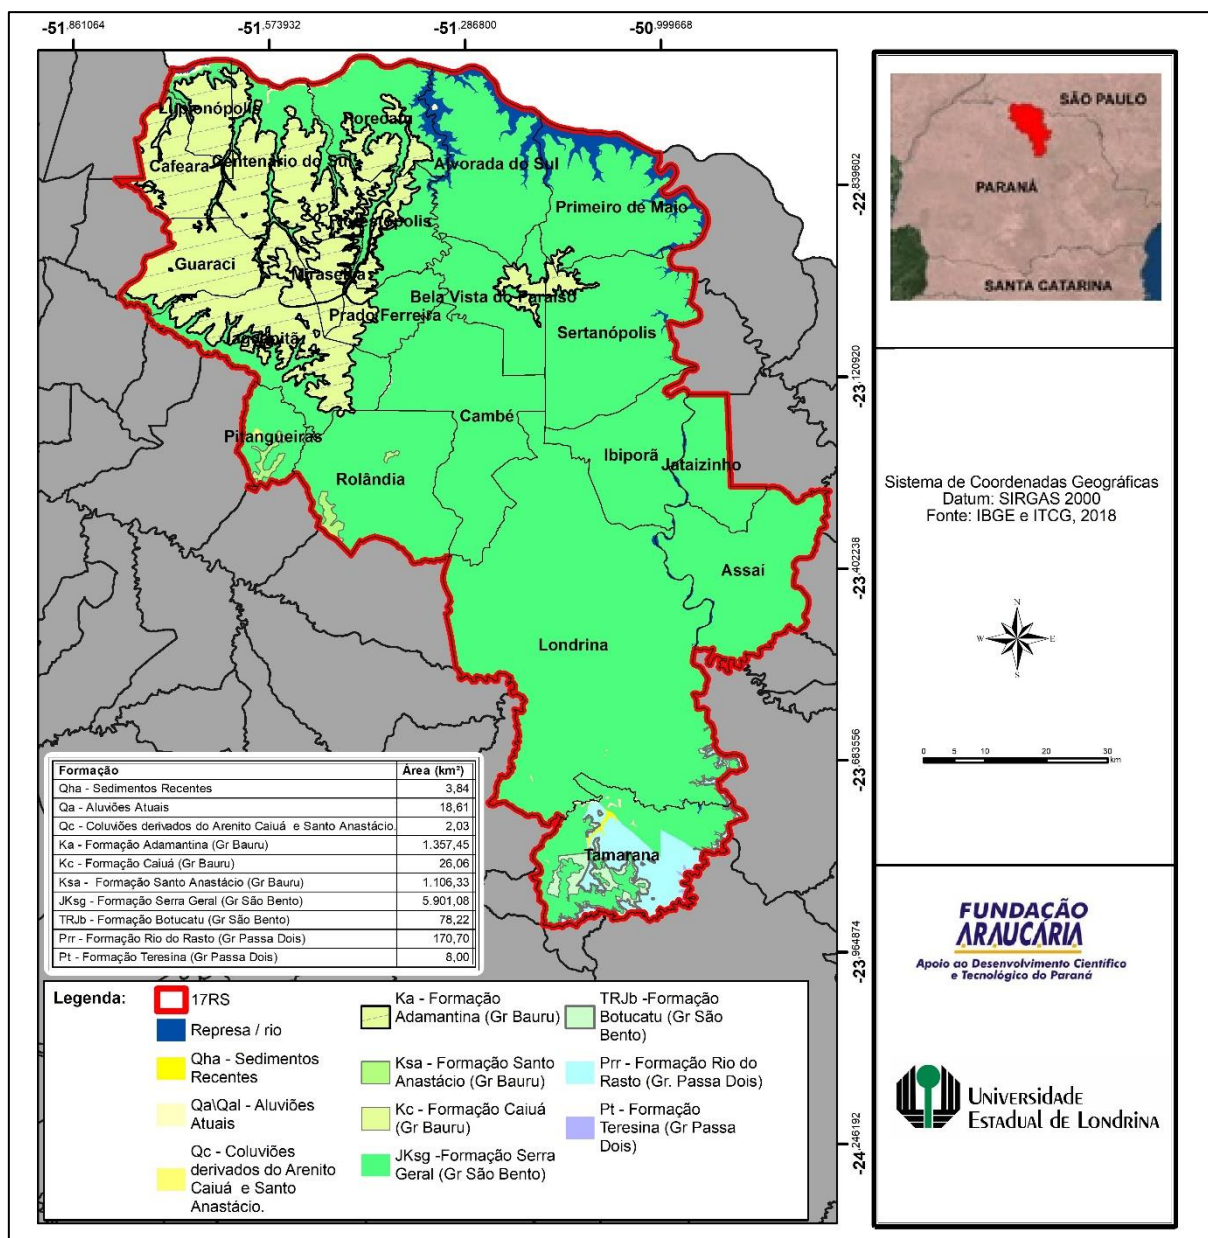 -51,861064
-51,573932
-51,286800
-50,999668
Lupionópolis
Porecatu
Cafeara
Centenário do Sul
Alvorada do Sul
Primeiro de Maio
Florestópolis
Guaraci
Miraselva
Bela Vista do Paraíso
Prado Ferreira
Sertanópolis
Jaguapitã
Cambé
Pitangueiras
Ibiporã
Jataizinho
Rolândia
Assaí
Londrina
Tamarana
-22,839602
-23,120920
-23,402238
-23,683556
-23,964874
-24,246192
Formação Área (km²)
Qha - Sedimentos Recentes 3,84
Qa - Aluviões Atuais 18,61
Qc - Coluviões derivados do Arenito Caiuá e Santo Anastácio. 2,03
Ka - Formação Adamantina (Gr Bauru) 1.357,45
Kc - Formação Caiuá (Gr Bauru) 26,06
Ksa - Formação Santo Anastácio (Gr Bauru) 1.106,33
JKsg - Formação Serra Geral (Gr São Bento) 5.901,08
TRJb - Formação Botucatu (Gr São Bento) 78,22
Prr - Formação Rio do Rasto (Gr Passa Dois) 170,70
Pt - Formação Teresina (Gr Passa Dois) 8,00
Legenda:
17RS
Represa / rio
Qha - Sedimentos
Recentes
Qa\Qal - Aluviões
Atuais
Qc - Coluviões
derivados do Arenito
Caiuá e Santo
Anastácio.
Ka - Formação
Adamantina (Gr Bauru)
Ksa - Formação Santo
Anastácio (Gr Bauru)
Kc - Formação Caiuá
(Gr Bauru)
JKsg -Formação Serra
Geral (Gr São Bento)
TRJb -Formação
Botucatu (Gr São
Bento)
Prr - Formação Rio do
Rasto (Gr. Passa Dois)
Pt - Formação
Teresina (Gr Passa
Dois)
SÃO PAULO
PARANÁ
SANTA CATARINA
Sistema de Coordenadas Geográficas
Datum: SIRGAS 2000
Fonte: IBGE e ITCG, 2018
N
W E
S
0 5 10 20 30
km
FUNDAÇÃO
ARAUCÁRIA
Apoio ao Desenvolvimento Científico
e Tecnológico do Paraná
UNIVERSIDADE
ESTADUAL DE LONDRINA